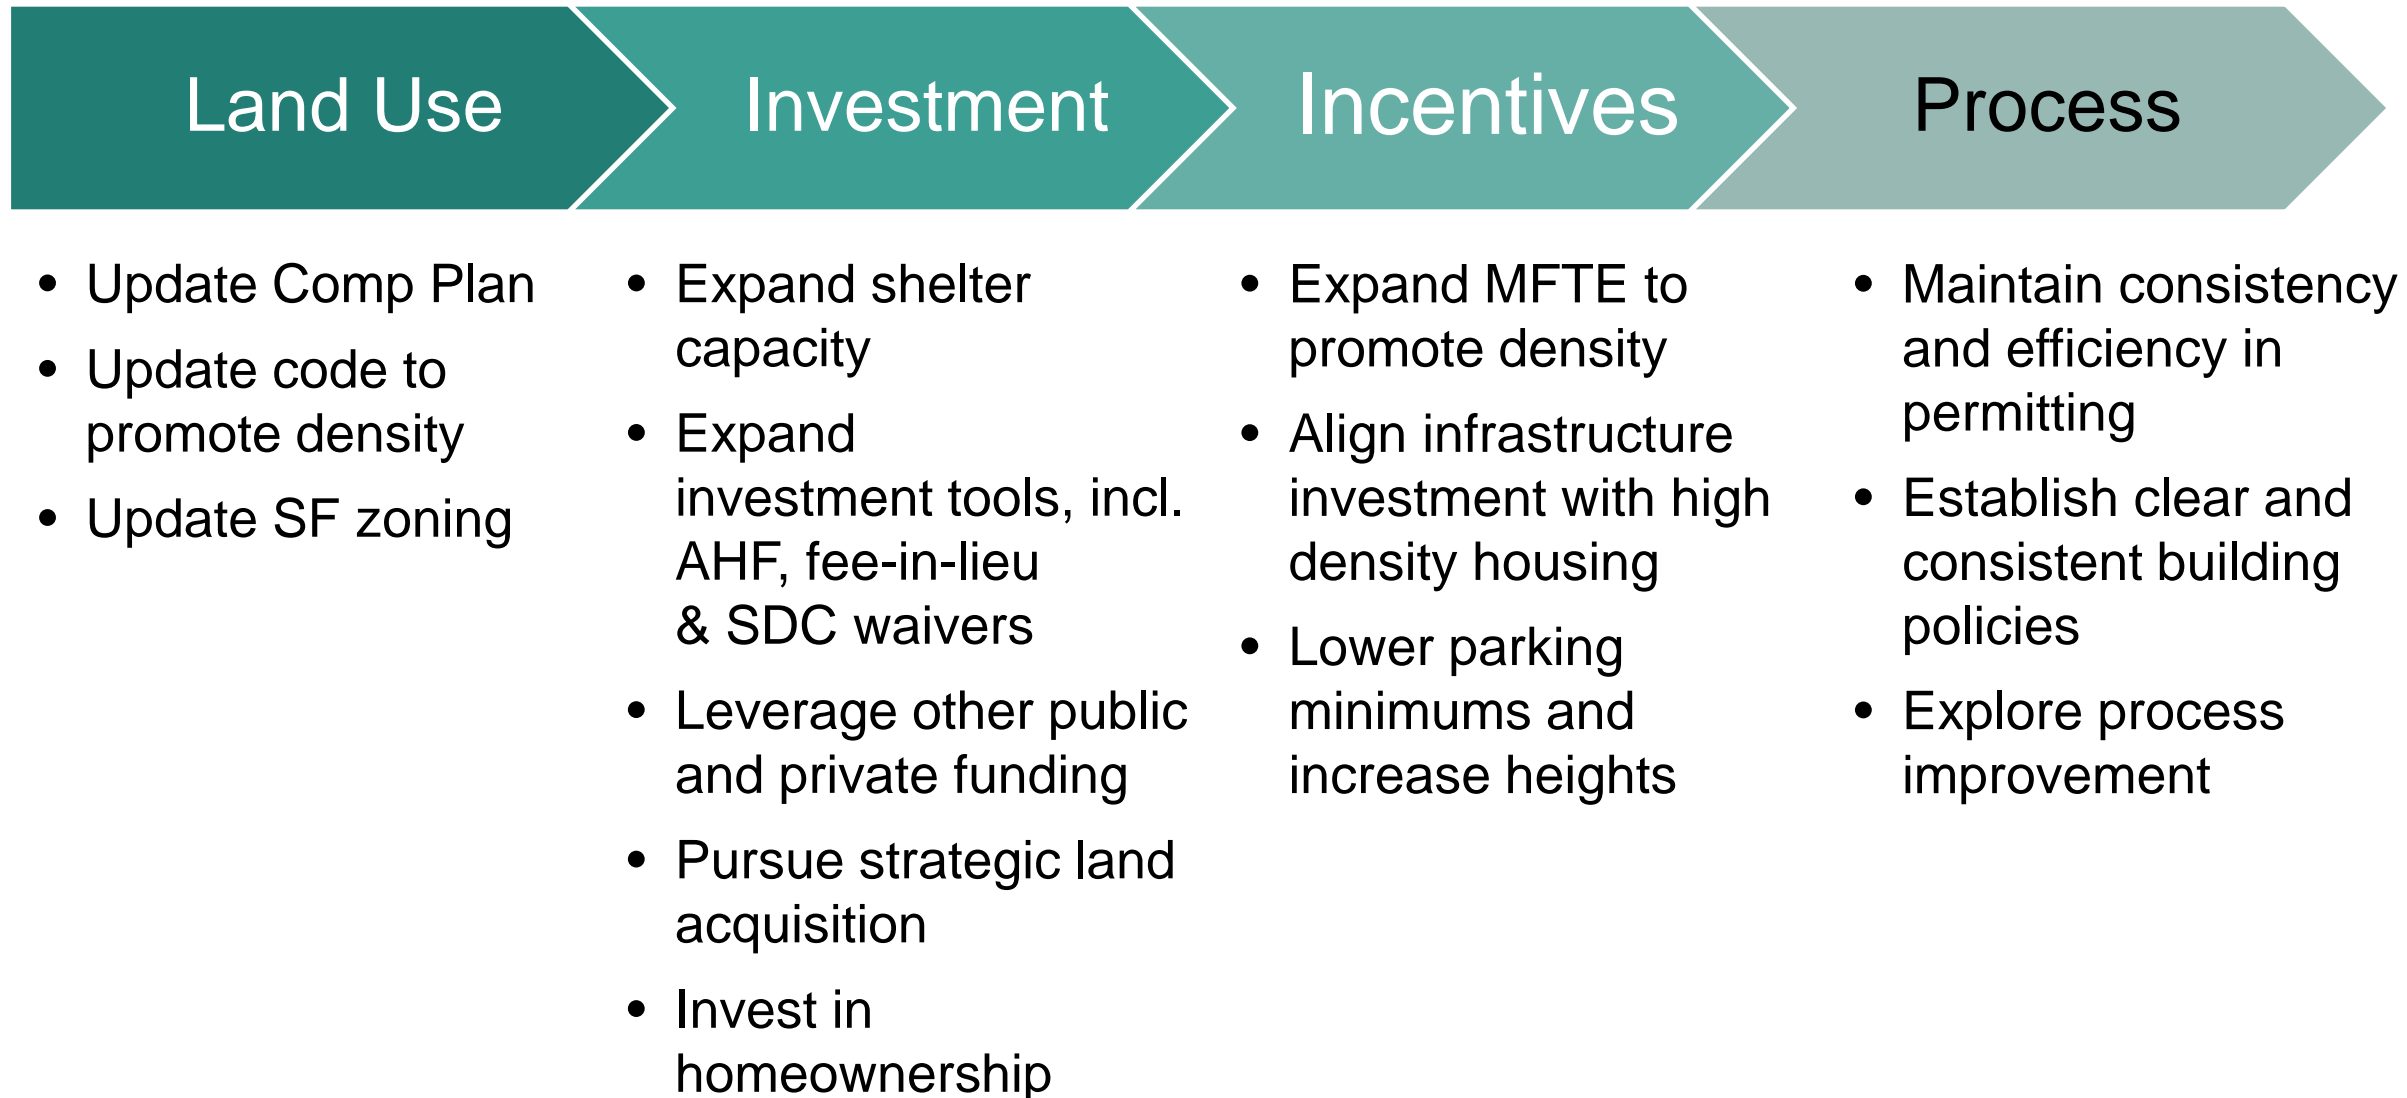 Land Use
Investment
Incentives
Process
• Update Comp Plan
• Update code to
promote density
• Update SF zoning
• Expand shelter
capacity
• Expand
investment tools, incl.
AHF, fee-in-lieu
& SDC waivers
• Leverage other public
and private funding
• Pursue strategic land
acquisition
• Invest in
homeownership
• Expand MFTE to
promote density
• Align infrastructure
investment with high
density housing
• Lower parking
minimums and
increase heights
• Maintain consistency
and efficiency in
permitting
• Establish clear and
consistent building
policies
• Explore process
improvement